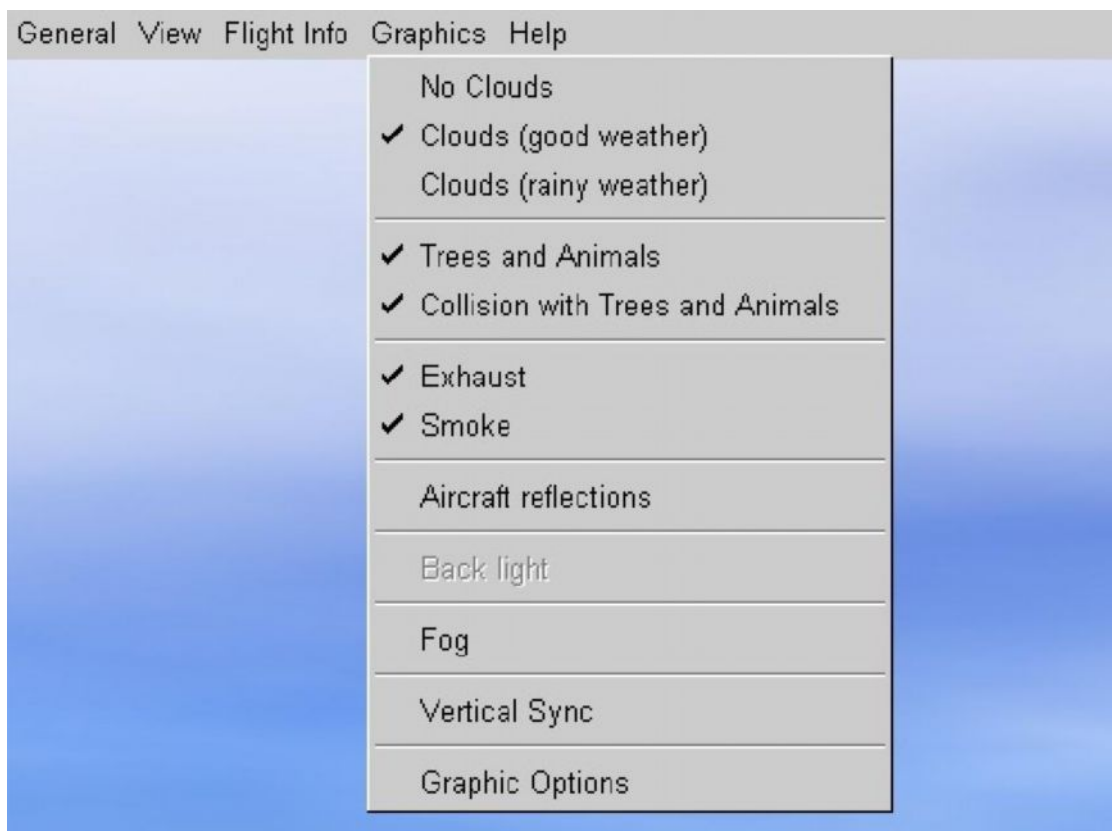 General View Flight Info Graphics Help
No Clouds
Clouds (good weather)
Clouds (rainy weather)
Trees and Animals
Collision with Trees and Animals
Exhaust
Smoke
Aircraft reflections
Back light
Fog
Vertical Sync
Graphic Options